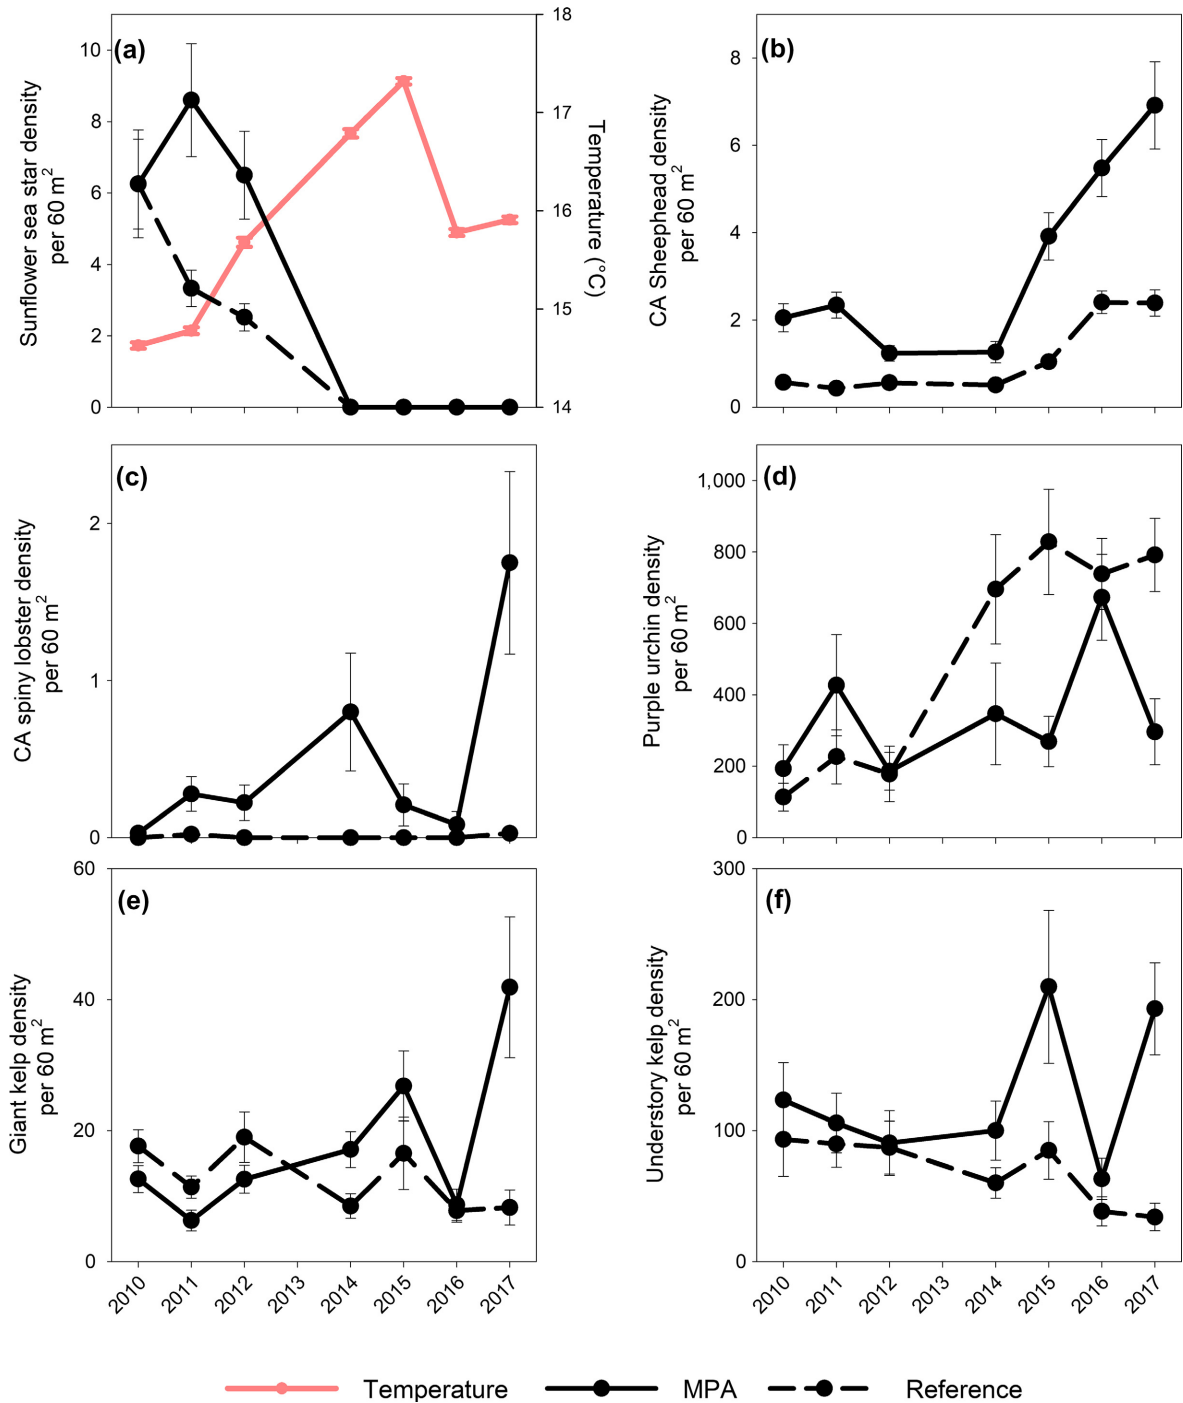 (a)
Sunflower sea star density
per 60 m²
10
8
6
4
2
0
18
17
16
15
14
Temperature (°C)
(b)
CA Sheephead density
per 60 m²
8
6
4
2
0
(c)
CA spiny lobster density
per 60 m²
2
1
0
(d)
Purple urchin density
per 60 m²
1,000
800
600
400
200
0
(e)
Giant kelp density
per 60 m²
60
40
20
0
2010
2011
2012
2013
2014
2015
2016
2017
(f)
Understory kelp density
per 60 m²
300
200
100
0
2010
2011
2012
2013
2014
2015
2016
2017
Temperature
MPA
Reference